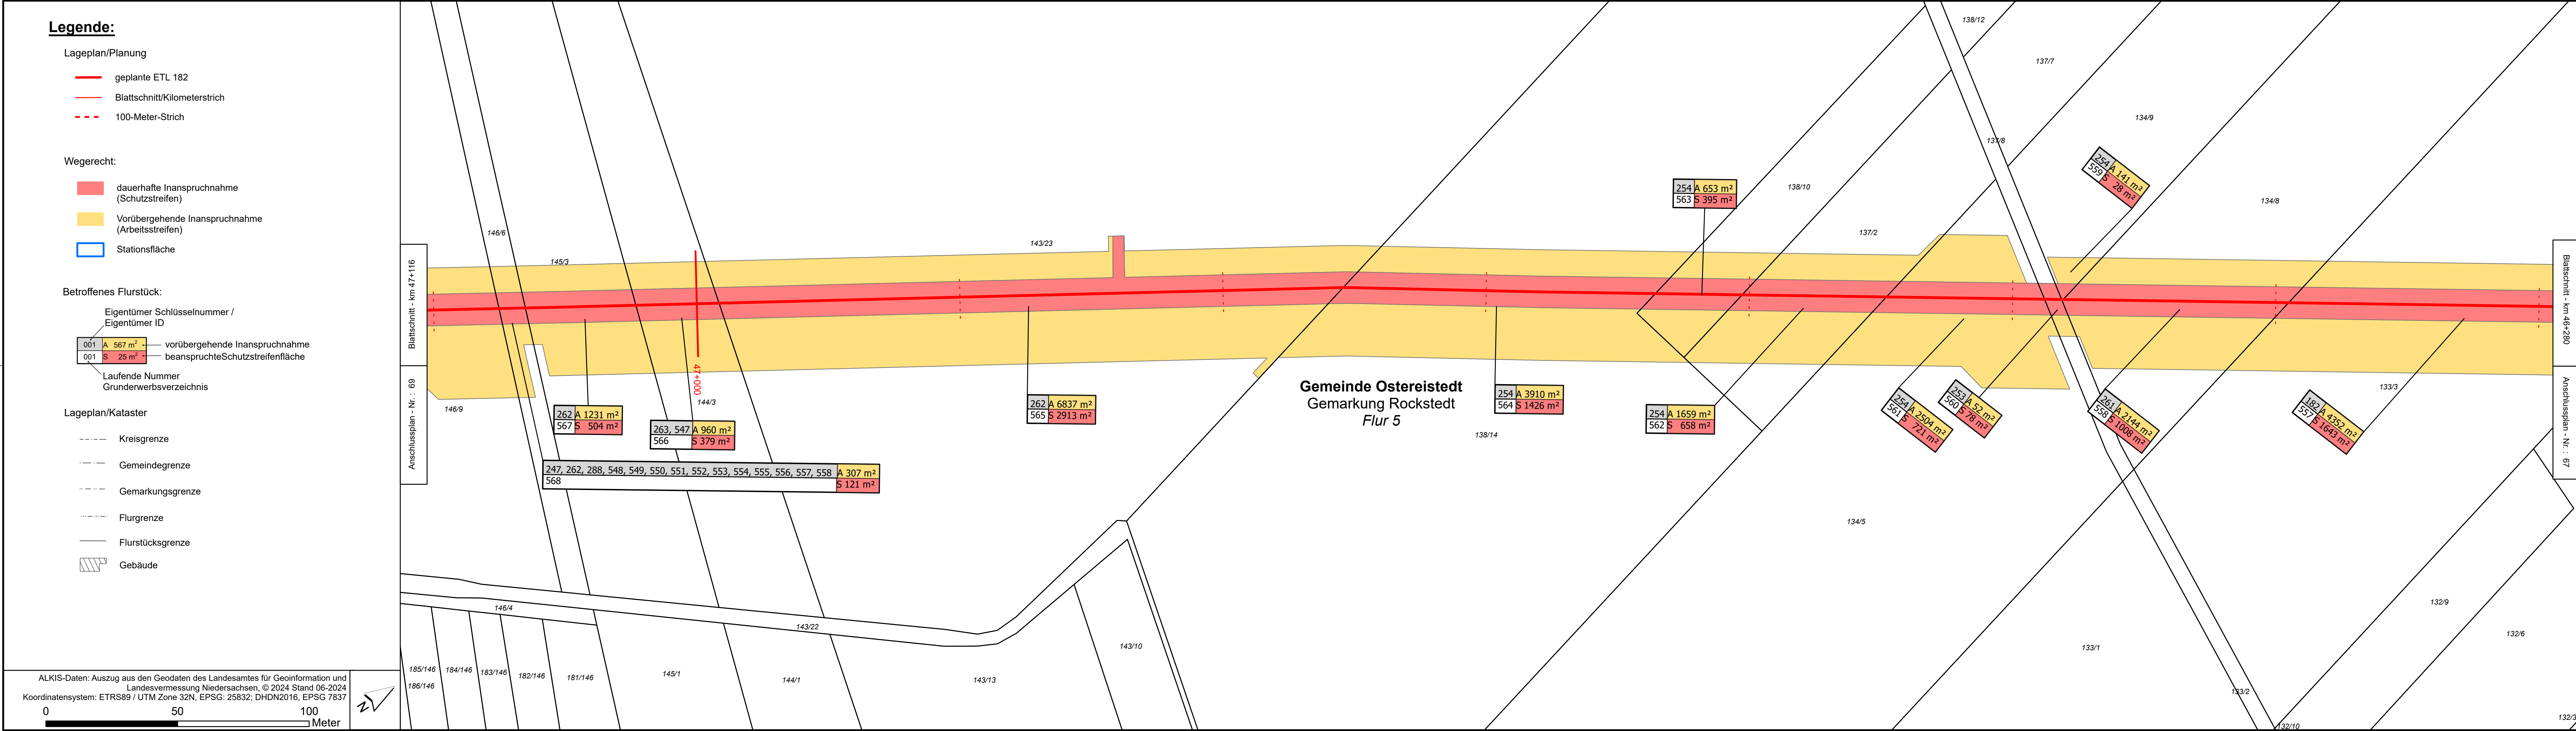 Legende:
Lageplan/Planung
geplante ETL 182
Blattschnitt/Kilometerstrich
100-Meter-Strich
Wegerecht:
dauerhafte Inanspruchnahme
(Schutzstreifen)
Vorübergehende Inanspruchnahme
(Arbeitsstreifen)
Stationsfläche
Betroffenes Flurstück:
Eigentümer Schlüsselnummer /
Eigentümer ID
001 A 567 m² vorübergehende Inanspruchnahme
001 S 25 m² beanspruchteSchutzstreifenfläche
Laufende Nummer
Grunderwerbsverzeichnis
Lageplan/Kataster
Kreisgrenze
Gemeindegrenze
Gemarkungsgrenze
Flurgrenze
Flurstücksgrenze
Gebäude
ALKIS-Daten: Auszug aus den Geodaten des Landesamtes für Geoinformation und
Landesvermessung Niedersachsen, © 2024 Stand 06-2024
Koordinatensystem: ETRS89 / UTM Zone 32N, EPSG: 25832; DHDN2016, EPSG 7837
0 50 100
Meter
N
Blattschnitt - km 47+116
Anschlussplan - Nr. : 69
146/6
145/3
146/9
47+000
144/3
143/23
262 A 1231 m²
567 S 504 m²
263, 547 A 960 m²
566 S 379 m²
247, 262, 288, 548, 549, 550, 551, 552, 553, 554, 555, 556, 557, 558 A 307 m²
568 S 121 m²
262 A 6837 m²
565 S 2913 m²
Gemeinde Ostereistedt
Gemarkung Rockstedt
Flur 5
254 A 3910 m²
564 S 1426 m²
138/14
254 A 653 m²
563 S 395 m²
254 A 1659 m²
562 S 658 m²
138/10
137/2
138/12
137/7
137/8
134/9
134/8
254 A 141 m²
559 S 28 m²
254 A 2504 m²
561 S 721 m²
253 A 52 m²
560 S 78 m²
261 A 2144 m²
558 S 1008 m²
182 A 4352 m²
557 S 1643 m²
133/3
134/5
133/1
133/2
132/9
132/6
132/10
132/3
146/4
143/22
185/146
186/146
184/146
183/146
182/146
181/146
145/1
144/1
143/13
143/10
Blattschnitt - km 46+280
Anschlussplan - Nr. : 67